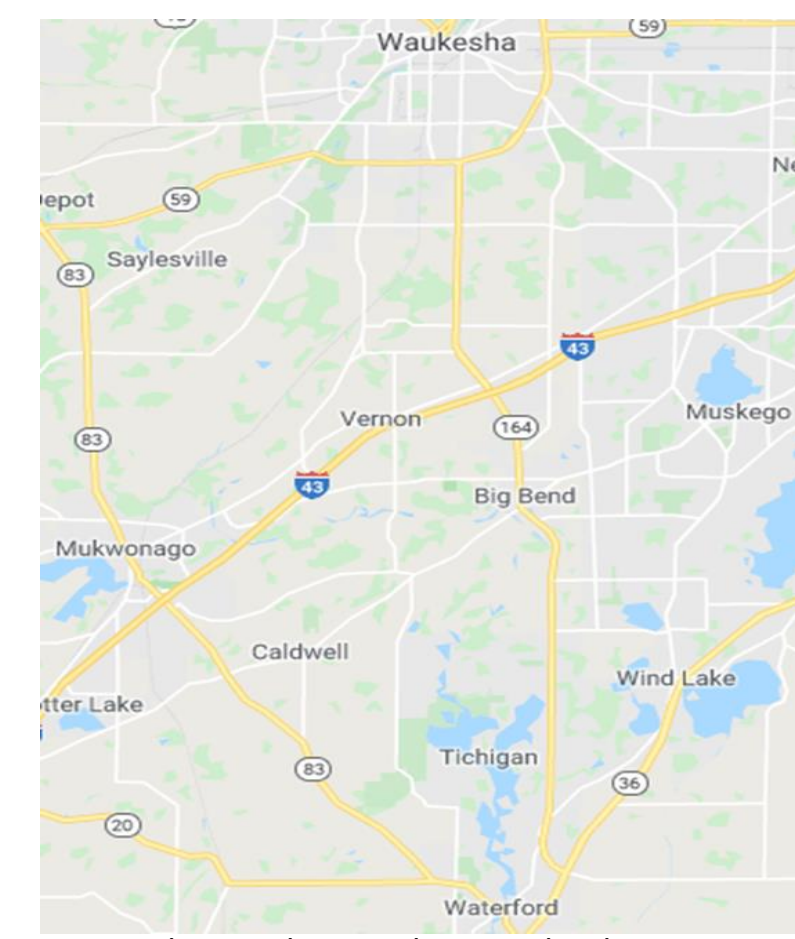 59
Waukesha
Ne
epot
59
Saylesville
83
43
Muskego
Vernon
164
83
43
Big Bend
Mukwonago
Caldwell
Wind Lake
tter Lake
Tichigan
83
36
20
Waterford